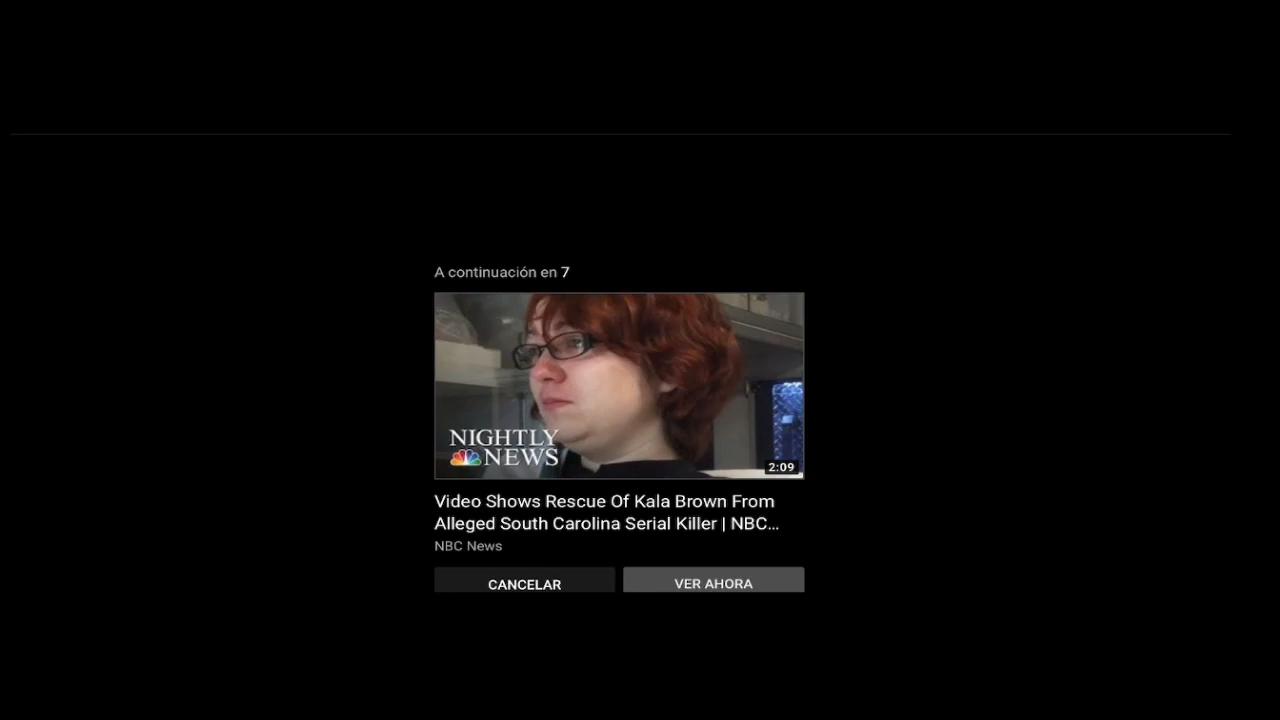 A continuación en 7
NIGHTLY
NEWS
2:09
Video Shows Rescue Of Kala Brown From
Alleged South Carolina Serial Killer | NBC...
NBC News
CANCELAR
VER AHORA